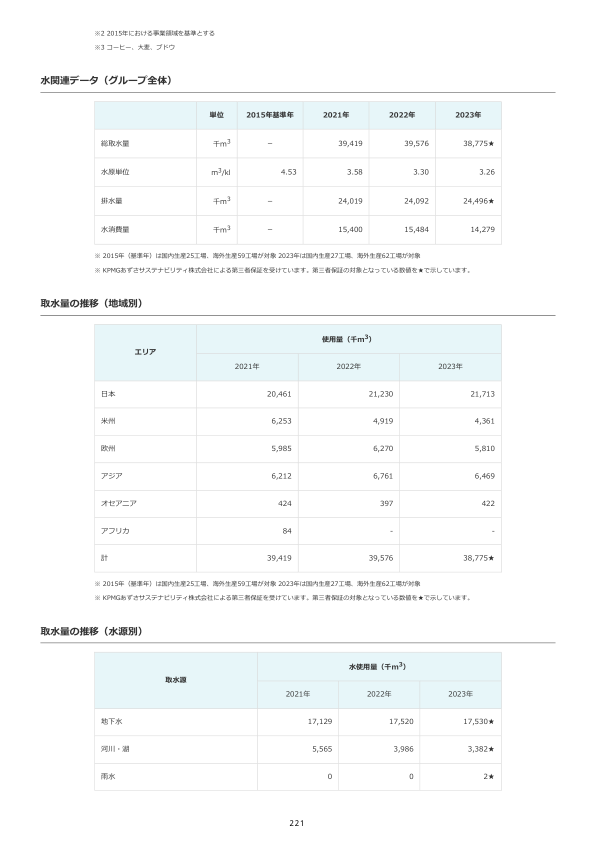 ※2 2015年における事業領域を基準とする
※3 コーヒー、大麦、ブドウ
水関連データ（グループ全体）
単位 2015年基準年 2021年 2022年 2023年
総取水量 千m3 − 39,419 39,576 38,775★
水原単位 m3/kl 4.53 3.58 3.30 3.26
排水量 千m3 − 24,019 24,092 24,496★
水消費量 千m3 − 15,400 15,484 14,279
※ 2015年（基準年）は国内生産25工場、海外生産59工場が対象 2023年は国内生産27工場、海外生産62工場が対象
※ KPMGあずさサステナビリティ株式会社による第三者保証を受けています。第三者保証の対象となっている数値を★で示しています。
取水量の推移（地域別）
エリア 使用量（千m3）
2021年 2022年 2023年
日本 20,461 21,230 21,713
米州 6,253 4,919 4,361
欧州 5,985 6,270 5,810
アジア 6,212 6,761 6,469
オセアニア 424 397 422
アフリカ 84 - -
計 39,419 39,576 38,775★
※ 2015年（基準年）は国内生産25工場、海外生産59工場が対象 2023年は国内生産27工場、海外生産62工場が対象
※ KPMGあずさサステナビリティ株式会社による第三者保証を受けています。第三者保証の対象となっている数値を★で示しています。
取水量の推移（水源別）
取水源 水使用量（千m3）
2021年 2022年 2023年
地下水 17,129 17,520 17,530★
河川・湖 5,565 3,986 3,382★
雨水 0 0 2★
221